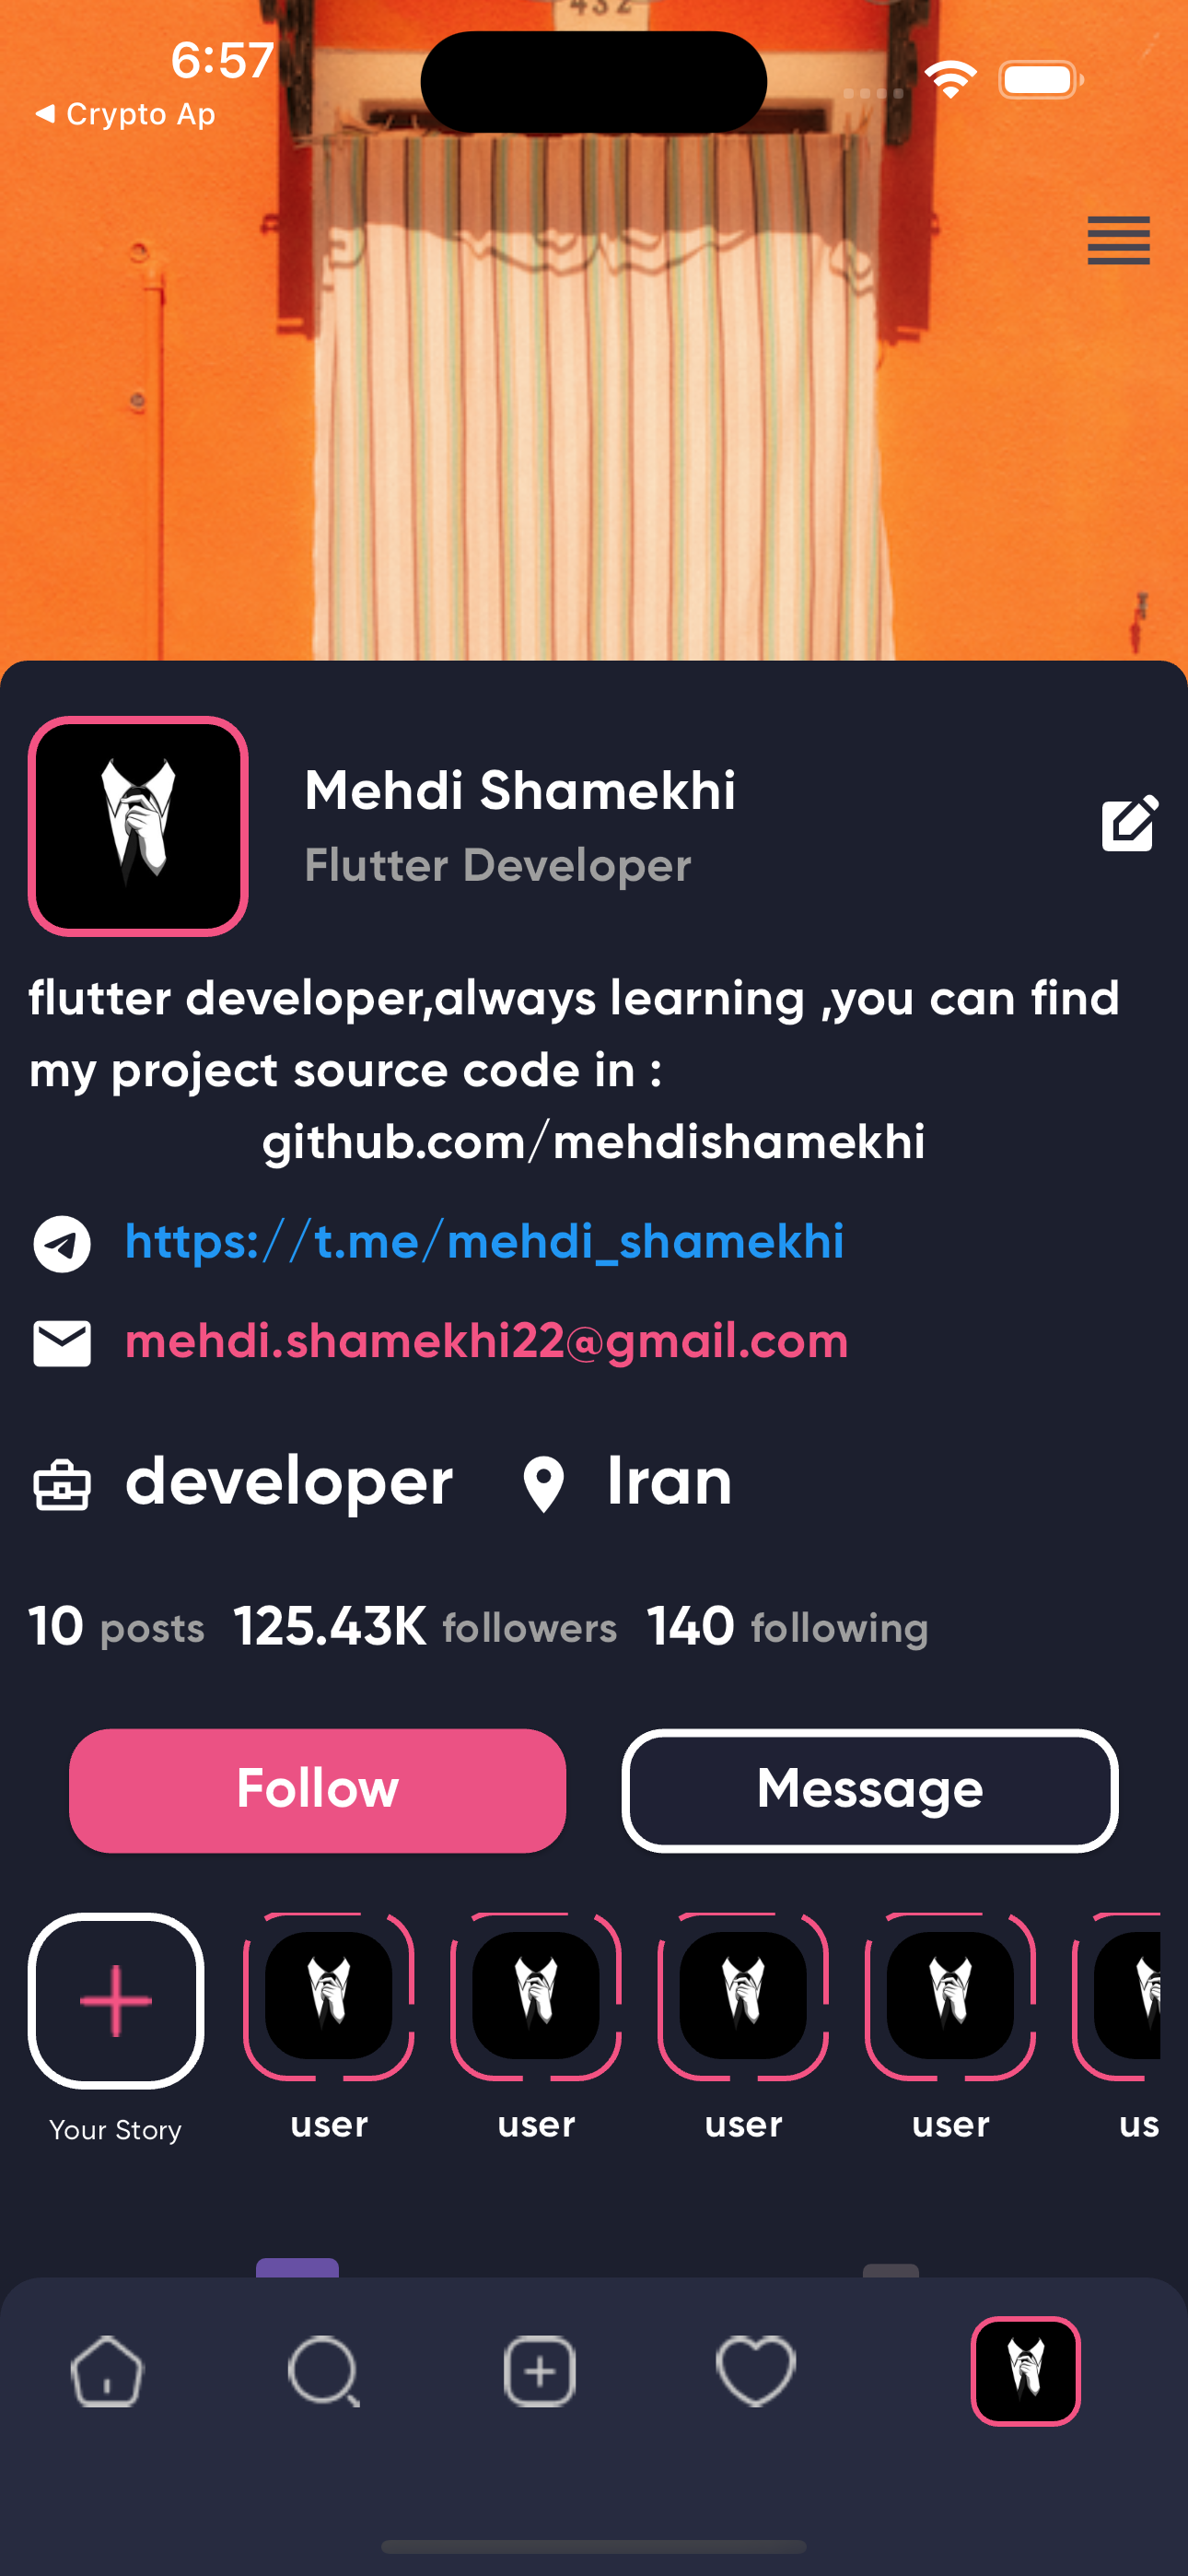 432
6:57
Crypto Ap
Mehdi Shamekhi
Flutter Developer
flutter developer,always learning ,you can find
my project source code in :
github.com/mehdishamekhi
https://t.me/mehdi_shamekhi
mehdi.shamekhi22@gmail.com
developer Iran
10 posts 125.43K followers 140 following
Follow Message
Your Story user user user user us